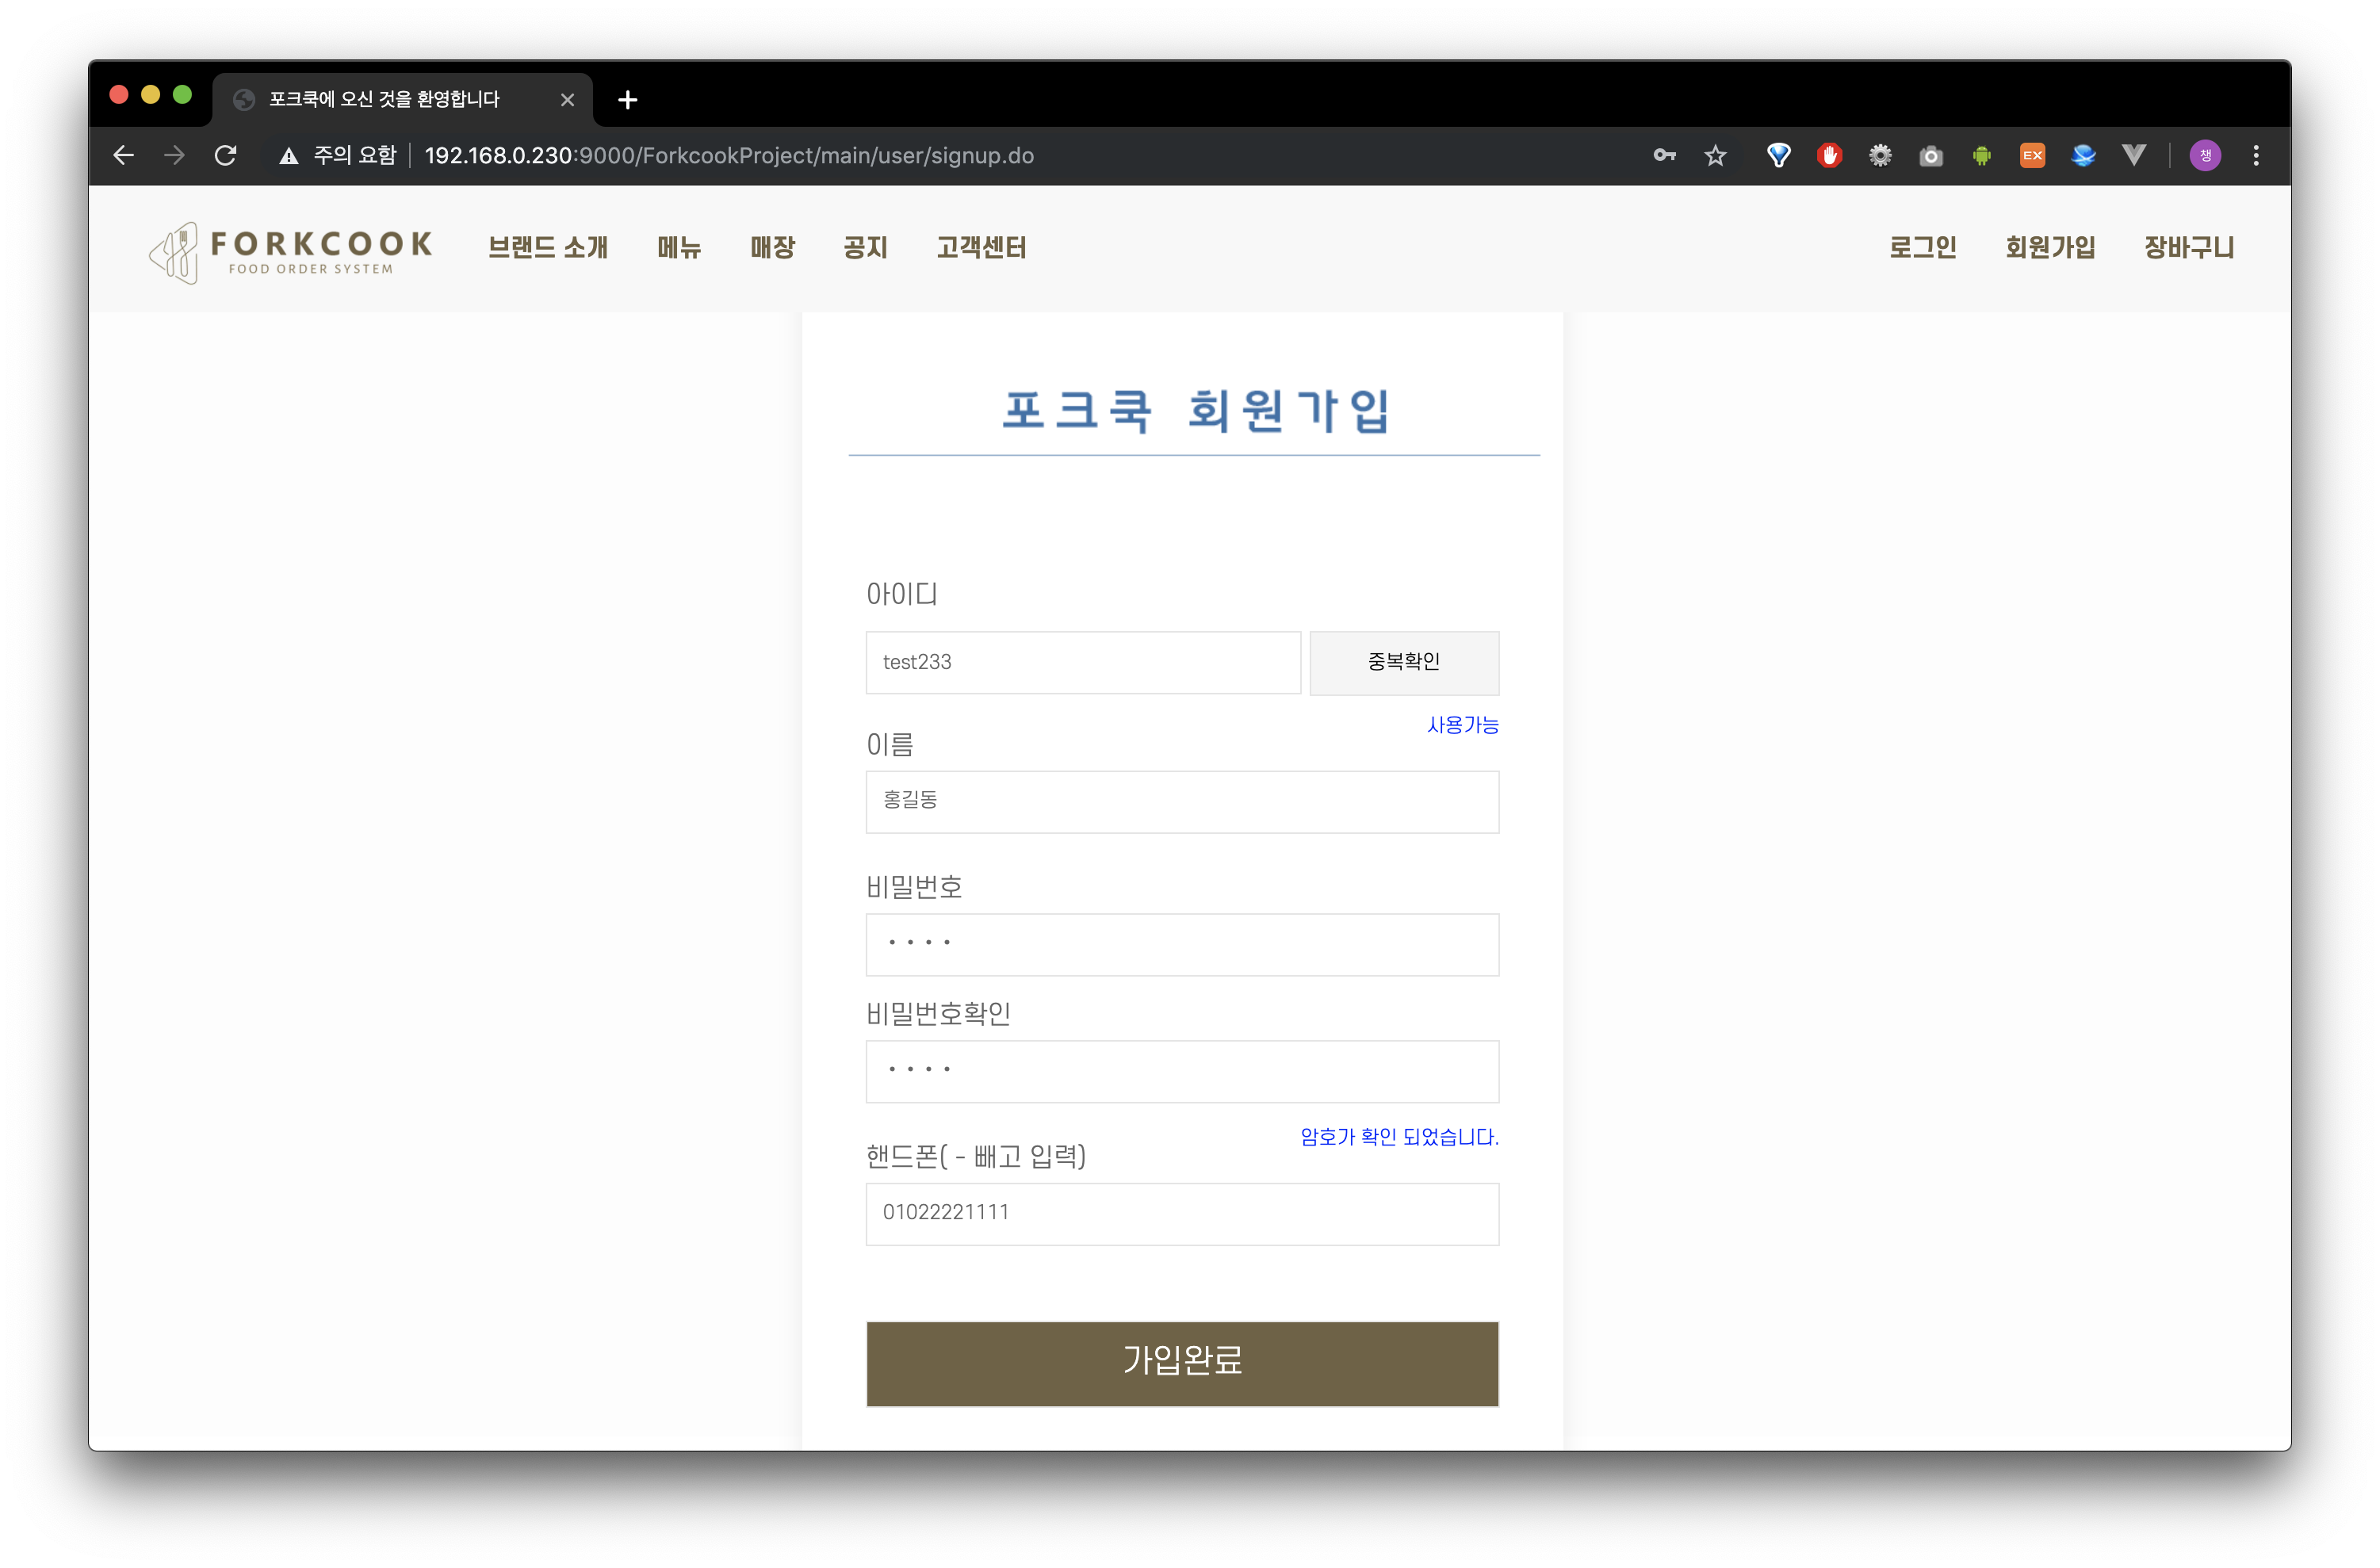 포크쿡에 오신 것을 환영합니다
주의 요함 192.168.0.230:9000/ForkcookProject/main/user/signup.do
EX
챙
FORKCOOK
FOOD ORDER SYSTEM
브랜드 소개 메뉴 매장 공지 고객센터 로그인 회원가입 장바구니
포크쿡 회원가입
아이디
test233 중복확인
사용가능
이름
홍길동
비밀번호
비밀번호확인
암호가 확인 되었습니다.
핸드폰( - 빼고 입력)
01022221111
가입완료